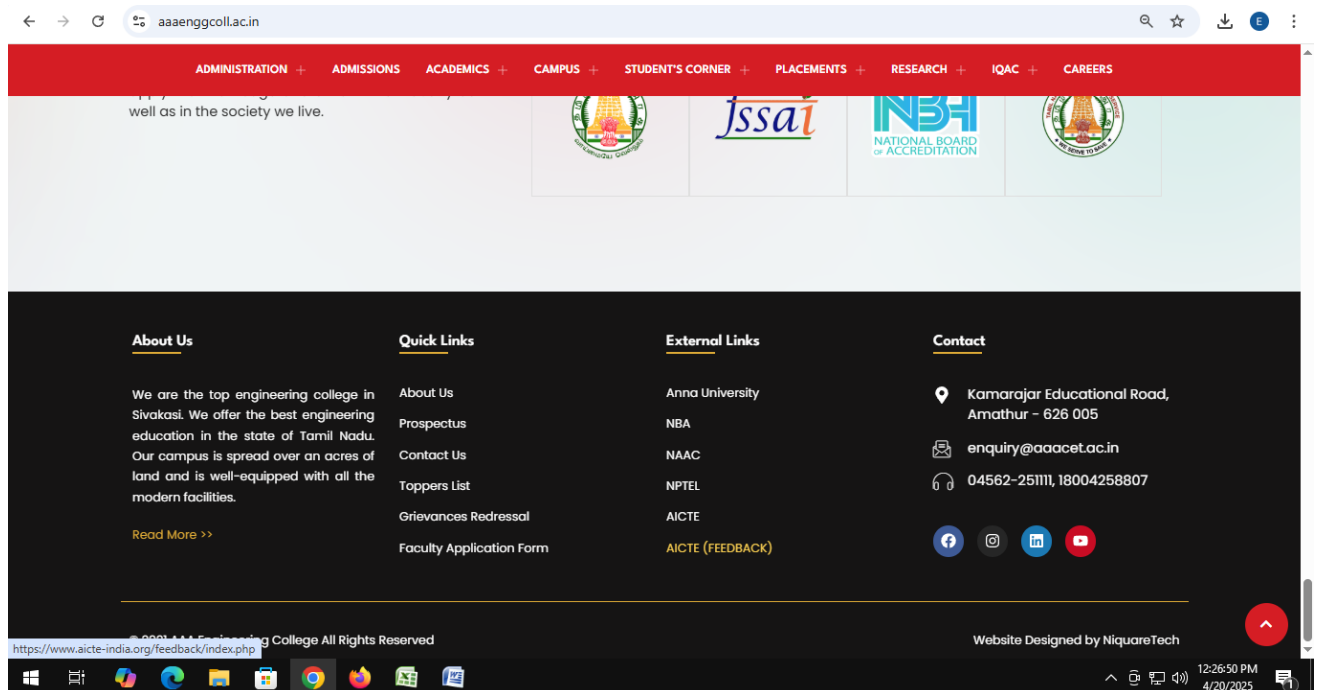 aaaenggcoll.ac.in
E
ADMINISTRATION +
ADMISSIONS
ACADEMICS +
CAMPUS +
STUDENT'S CORNER +
PLACEMENTS +
RESEARCH +
IQAC +
CAREERS
well as in the society we live.
fssai
NATIONAL BOARD
OF ACCREDITATION
WE SERVE TO SAVE
About Us
We are the top engineering college in
Sivakasi. We offer the best engineering
education in the state of Tamil Nadu.
Our campus is spread over an acres of
land and is well-equipped with all the
modern facilities.
Read More >>
Quick Links
About Us
Prospectus
Contact Us
Toppers List
Grievances Redressal
Faculty Application Form
External Links
Anna University
NBA
NAAC
NPTEL
AICTE
AICTE (FEEDBACK)
Contact
Kamarajar Educational Road,
Amathur - 626 005
enquiry@aaacet.ac.in
04562-251111, 18004258807
College All Rights Reserved
Website Designed by NiquareTech
https://www.aicte-india.org/feedback/index.php
12:26:50 PM
4/20/2025
1